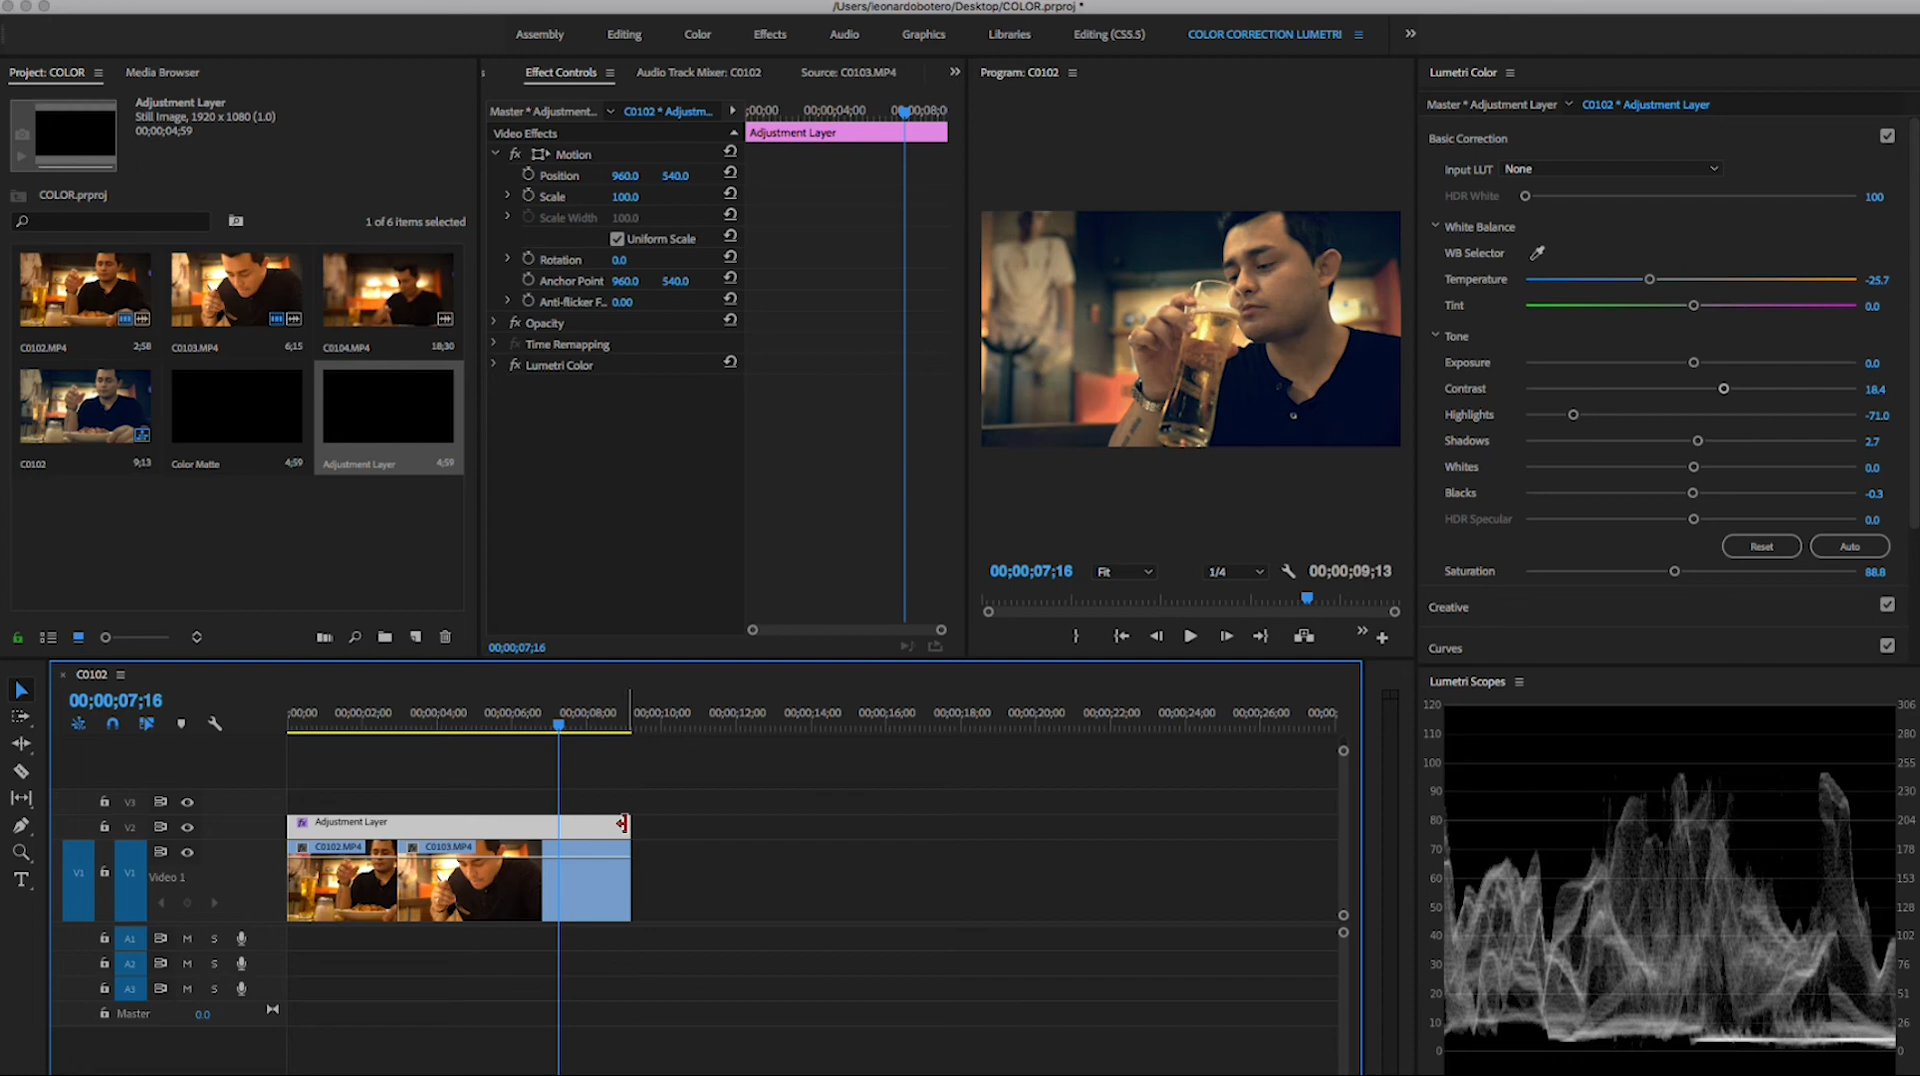 /Users/leonardobotero/Desktop/COLOR.prproj *
Assembly Editing Color Effects Audio Graphics Libraries Editing (CS5.5) COLOR CORRECTION LUMETRI
Project: COLOR Media Browser
Adjustment Layer
Still Image, 1920 x 1080 (1.0)
00;00;04;59
COLOR.prproj
1 of 6 items selected
C0102.MP4 2;58 C0103.MP4 6;15 C0104.MP4 18;30
C0102 9;13 Color Matte 4;59 Adjustment Layer 4;59
Effect Controls Audio Track Mixer: C0102 Source: C0103.MP4
Master * Adjustment... C0102 * Adjustm... ;00;00 00;00;04;00 00;00;08;0
Video Effects Adjustment Layer
fx Motion
Position 960.0 540.0
Scale 100.0
Scale Width 100.0
Uniform Scale
Rotation 0.0
Anchor Point 960.0 540.0
Anti-flicker F... 0.00
fx Opacity
fx Time Remapping
fx Lumetri Color
00;00;07;16
Program: C0102
00;00;07;16 Fit 1/4 00;00;09;13
Lumetri Color
Master * Adjustment Layer C0102 * Adjustment Layer
Basic Correction
Input LUT None
HDR White 100
White Balance
WB Selector
Temperature -25.7
Tint 0.0
Tone
Exposure 0.0
Contrast 18.4
Highlights -71.0
Shadows 2.7
Whites 0.0
Blacks -0.3
HDR Specular 0.0
Reset Auto
Saturation 88.8
Creative
Curves
C0102
00;00;07;16
;00;00 00;00;02;00 00;00;04;00 00;00;06;00 00;00;08;00 00;00;10;00 00;00;12;00 00;00;14;00 00;00;16;00 00;00;18;00 00;00;20;00 00;00;22;00 00;00;24;00 00;00;26;00 00;00;
V3
V2 fx Adjustment Layer
C0102.MP4 C0103.MP4
V1 V1 Video 1
A1 M S
A2 M S
A3 M S
Master 0.0
T
Lumetri Scopes
120 306
110 280
100 255
90 230
80 204
70 178
60 153
50 128
40 102
30 76
20 51
10 26
0 0